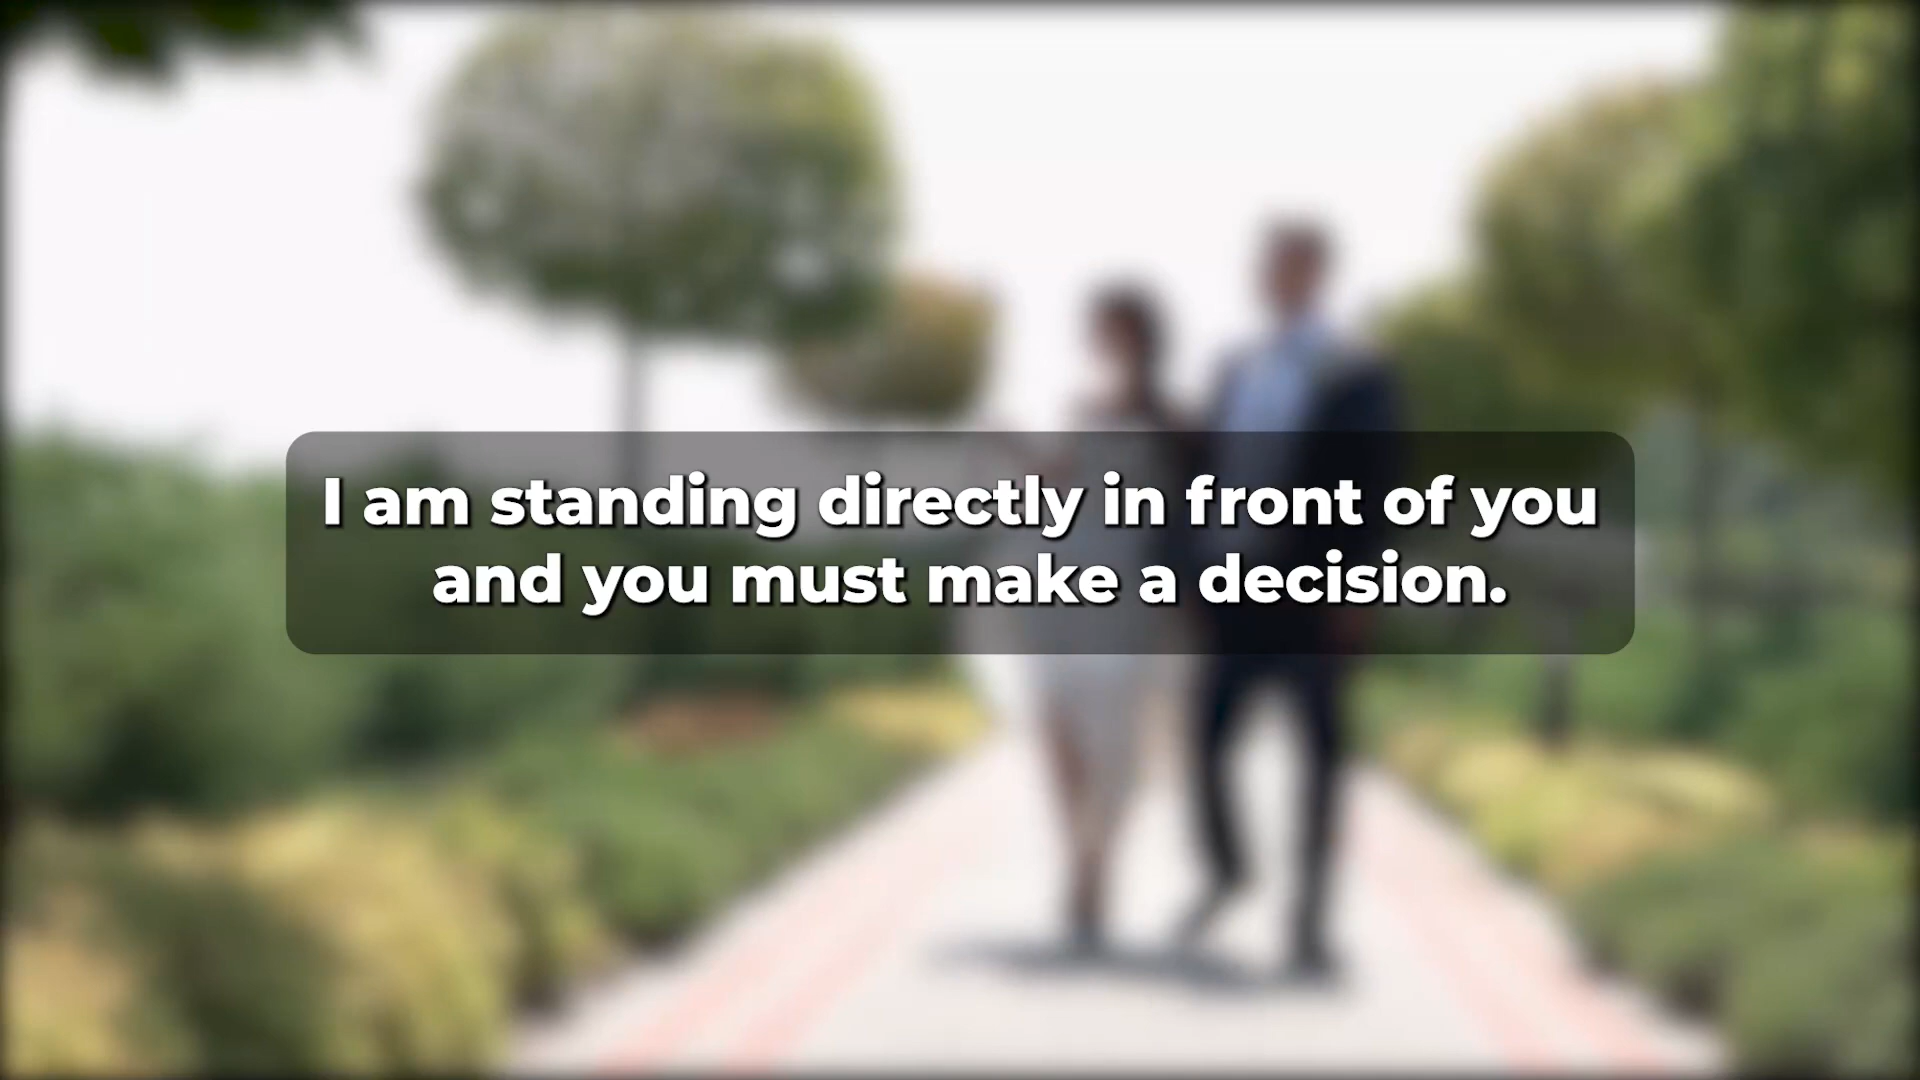 I am standing directly in front of you
and you must make a decision.